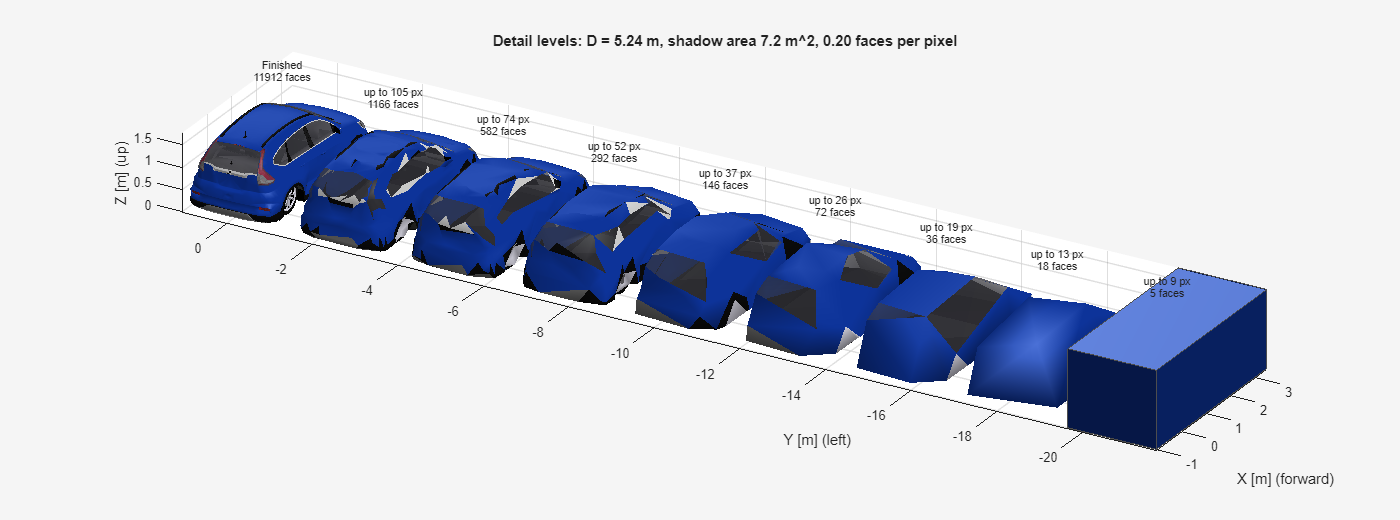 Detail levels: D = 5.24 m, shadow area 7.2 m^2, 0.20 faces per pixel
Finished
11912 faces
up to 105 px
1166 faces
up to 74 px
582 faces
up to 52 px
292 faces
up to 37 px
146 faces
up to 26 px
72 faces
up to 19 px
36 faces
up to 13 px
18 faces
up to 9 px
5 faces
Z [m] (up)
1.5
1
0.5
0
0
-2
-4
-6
-8
-10
-12
-14
-16
-18
-20
Y [m] (left)
3
2
1
0
-1
X [m] (forward)